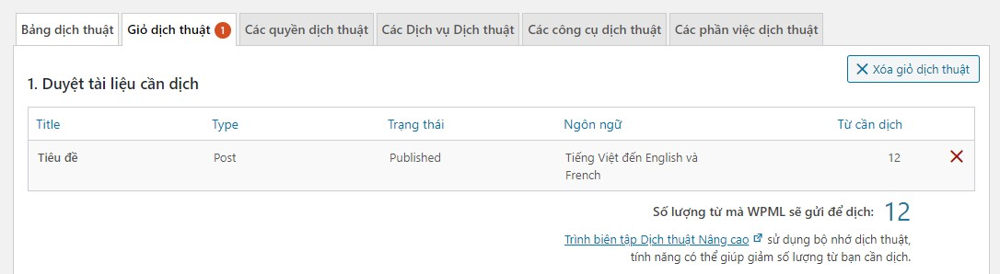 Bảng dịch thuật Giỏ dịch thuật 1 Các quyền dịch thuật Các Dịch vụ Dịch thuật Các công cụ dịch thuật Các phần việc dịch thuật
Xóa giỏ dịch thuật
1. Duyệt tài liệu cần dịch
Title Type Trạng thái Ngôn ngữ Từ cần dịch
Tiêu đề Post Published Tiếng Việt đến English và 12
French
Số lượng từ mà WPML sẽ gửi để dịch: 12
Trình biên tập Dịch thuật Nâng cao sử dụng bộ nhớ dịch thuật,
tính năng có thể giúp giảm số lượng từ bạn cần dịch.